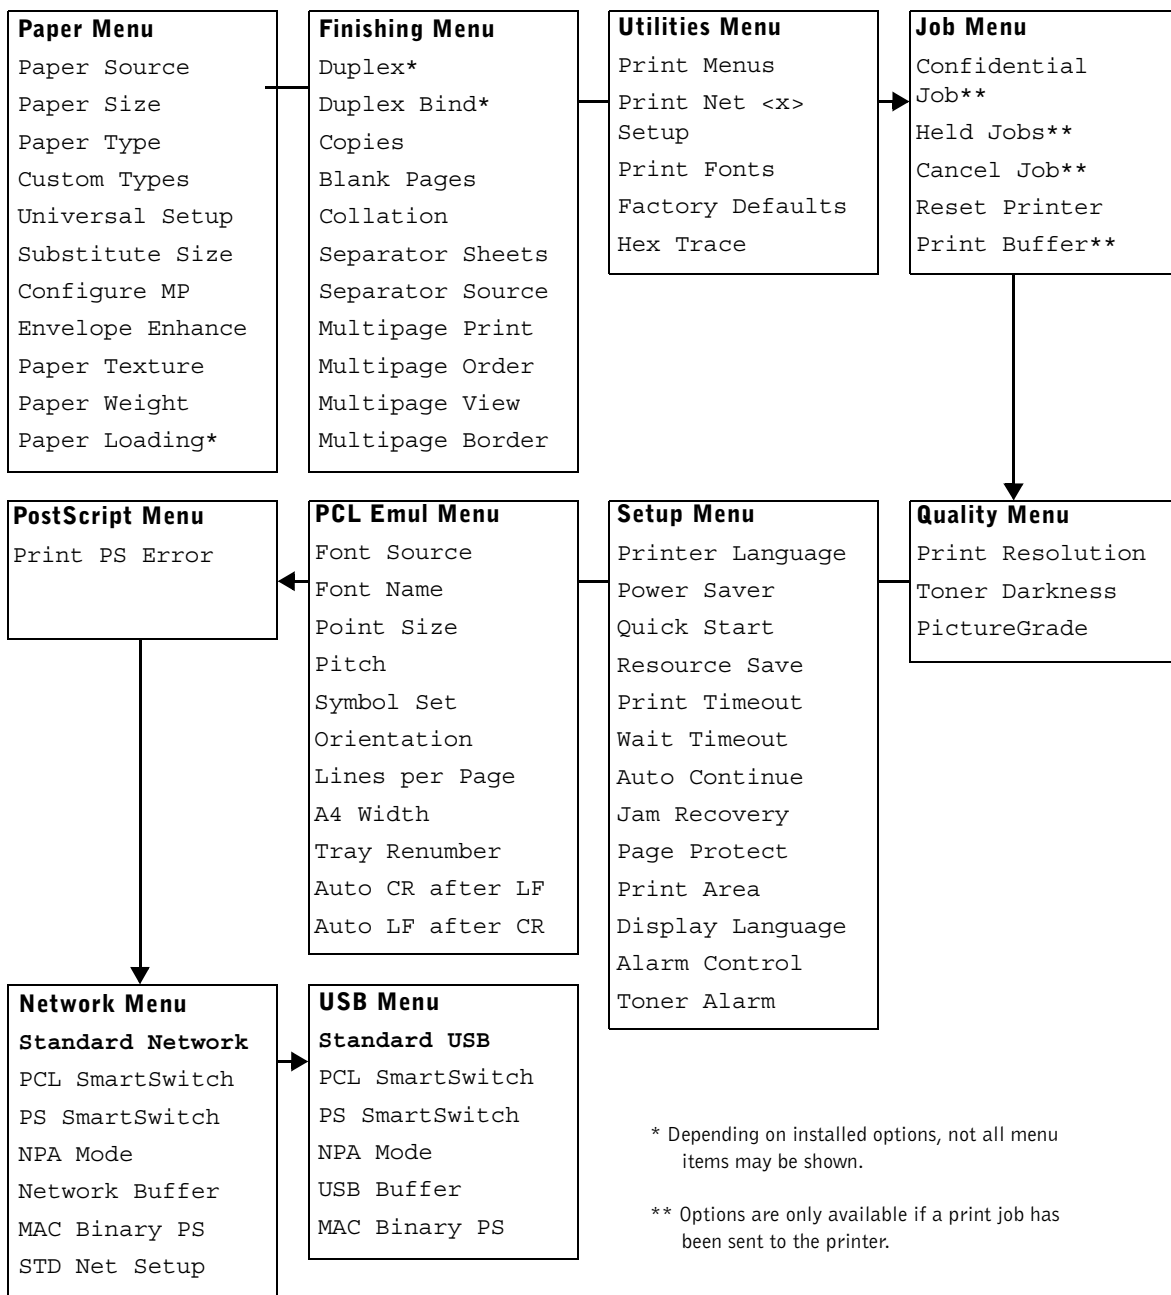 Paper Menu
Paper Source
Paper Size
Paper Type
Custom Types
Universal Setup
Substitute Size
Configure MP
Envelope Enhance
Paper Texture
Paper Weight
Paper Loading*
Finishing Menu
Duplex*
Duplex Bind*
Copies
Blank Pages
Collation
Separator Sheets
Separator Source
Multipage Print
Multipage Order
Multipage View
Multipage Border
Utilities Menu
Print Menus
Print Net <x>
Setup
Print Fonts
Factory Defaults
Hex Trace
Job Menu
Confidential
Job**
Held Jobs**
Cancel Job**
Reset Printer
Print Buffer**
Quality Menu
Print Resolution
Toner Darkness
PictureGrade
Setup Menu
Printer Language
Power Saver
Quick Start
Resource Save
Print Timeout
Wait Timeout
Auto Continue
Jam Recovery
Page Protect
Print Area
Display Language
Alarm Control
Toner Alarm
PCL Emul Menu
Font Source
Font Name
Point Size
Pitch
Symbol Set
Orientation
Lines per Page
A4 Width
Tray Renumber
Auto CR after LF
Auto LF after CR
PostScript Menu
Print PS Error
Network Menu
Standard Network
PCL SmartSwitch
PS SmartSwitch
NPA Mode
Network Buffer
MAC Binary PS
STD Net Setup
USB Menu
Standard USB
PCL SmartSwitch
PS SmartSwitch
NPA Mode
USB Buffer
MAC Binary PS
* Depending on installed options, not all menu
items may be shown.
** Options are only available if a print job has
been sent to the printer.